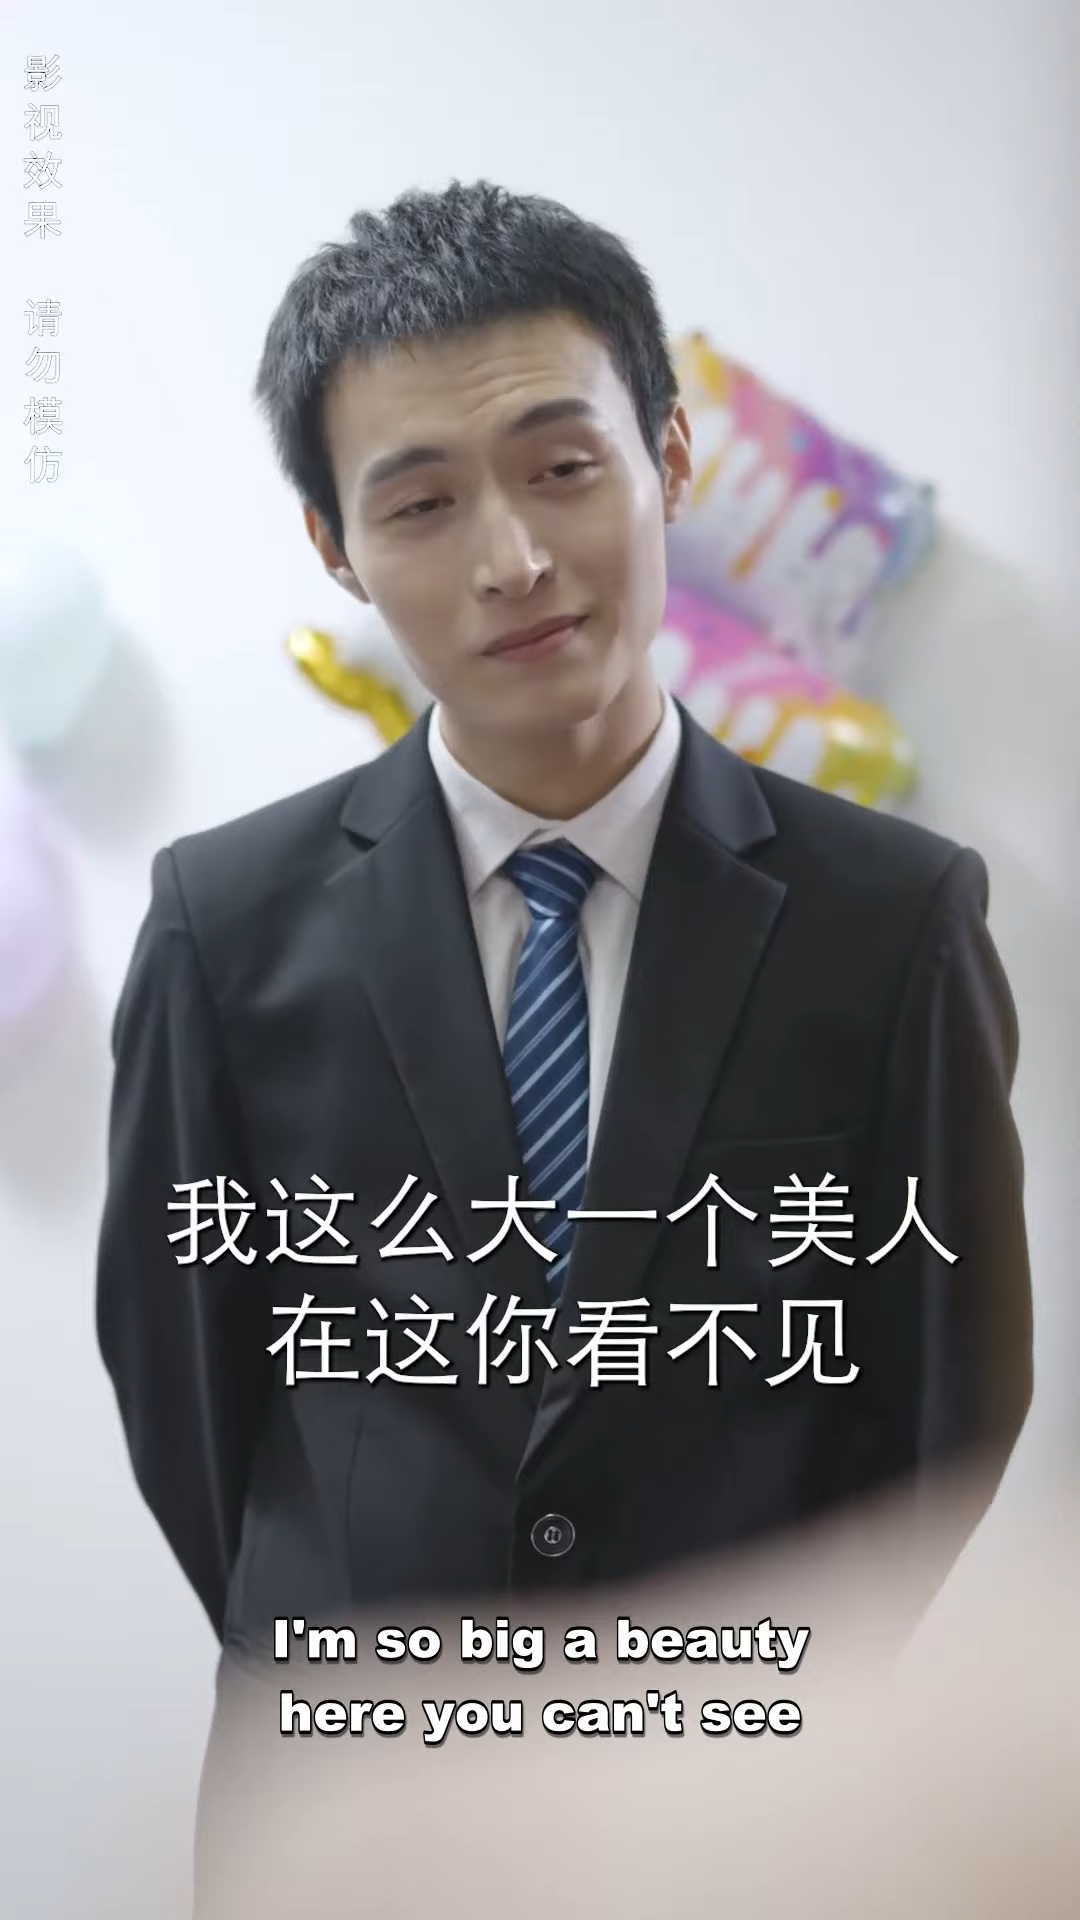 影视效果 请勿模仿
我这么大一个美人
在这你看不见
I'm so big a beauty
here you can't see